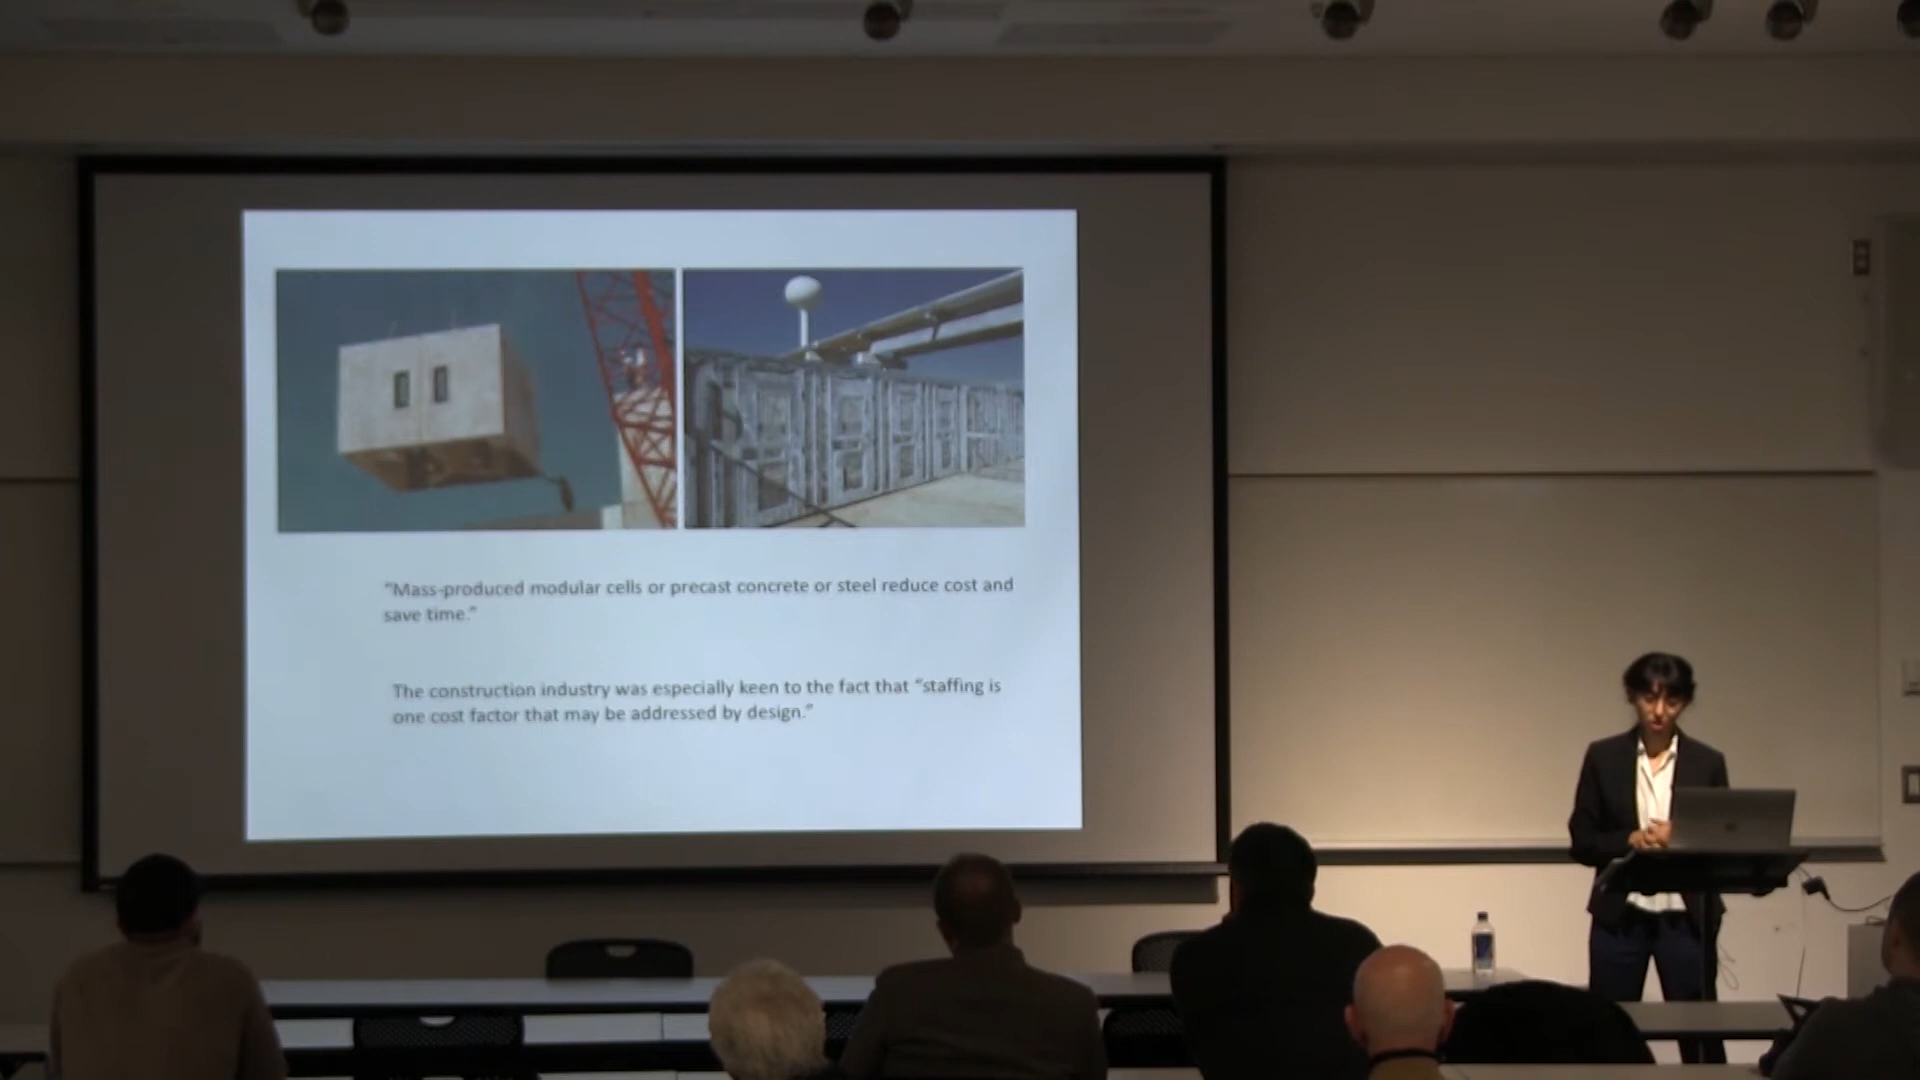 “Mass-produced modular cells or precast concrete or steel reduce cost and
save time.”
The construction industry was especially keen to the fact that “staffing is
one cost factor that may be addressed by design.”